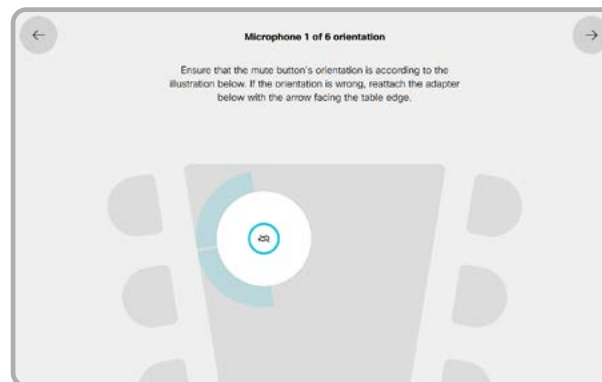 Microphone 1 of 6 orientation
Ensure that the mute button's orientation is according to the
illustration below. If the orientation is wrong, reattach the adapter
below with the arrow facing the table edge.